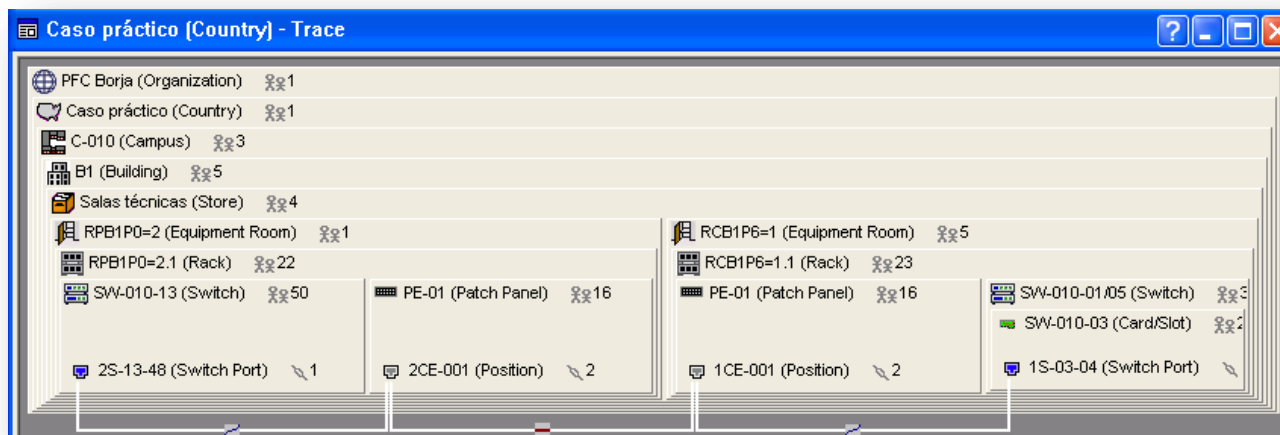 Caso práctico (Country) - Trace
PFC Borja (Organization) 1
Caso práctico (Country) 1
C-010 (Campus) 3
B1 (Building) 5
Salas técnicas (Store) 4
RPB1P0=2 (Equipment Room) 1 RCB1P6=1 (Equipment Room) 5
RPB1P0=2.1 (Rack) 22 RCB1P6=1.1 (Rack) 23
SW-010-13 (Switch) 50 PE-01 (Patch Panel) 16 PE-01 (Patch Panel) 16 SW-010-01/05 (Switch)
SW-010-03 (Card/Slot)
2S-13-48 (Switch Port) 1 2CE-001 (Position) 2 1CE-001 (Position) 2 1S-03-04 (Switch Port)